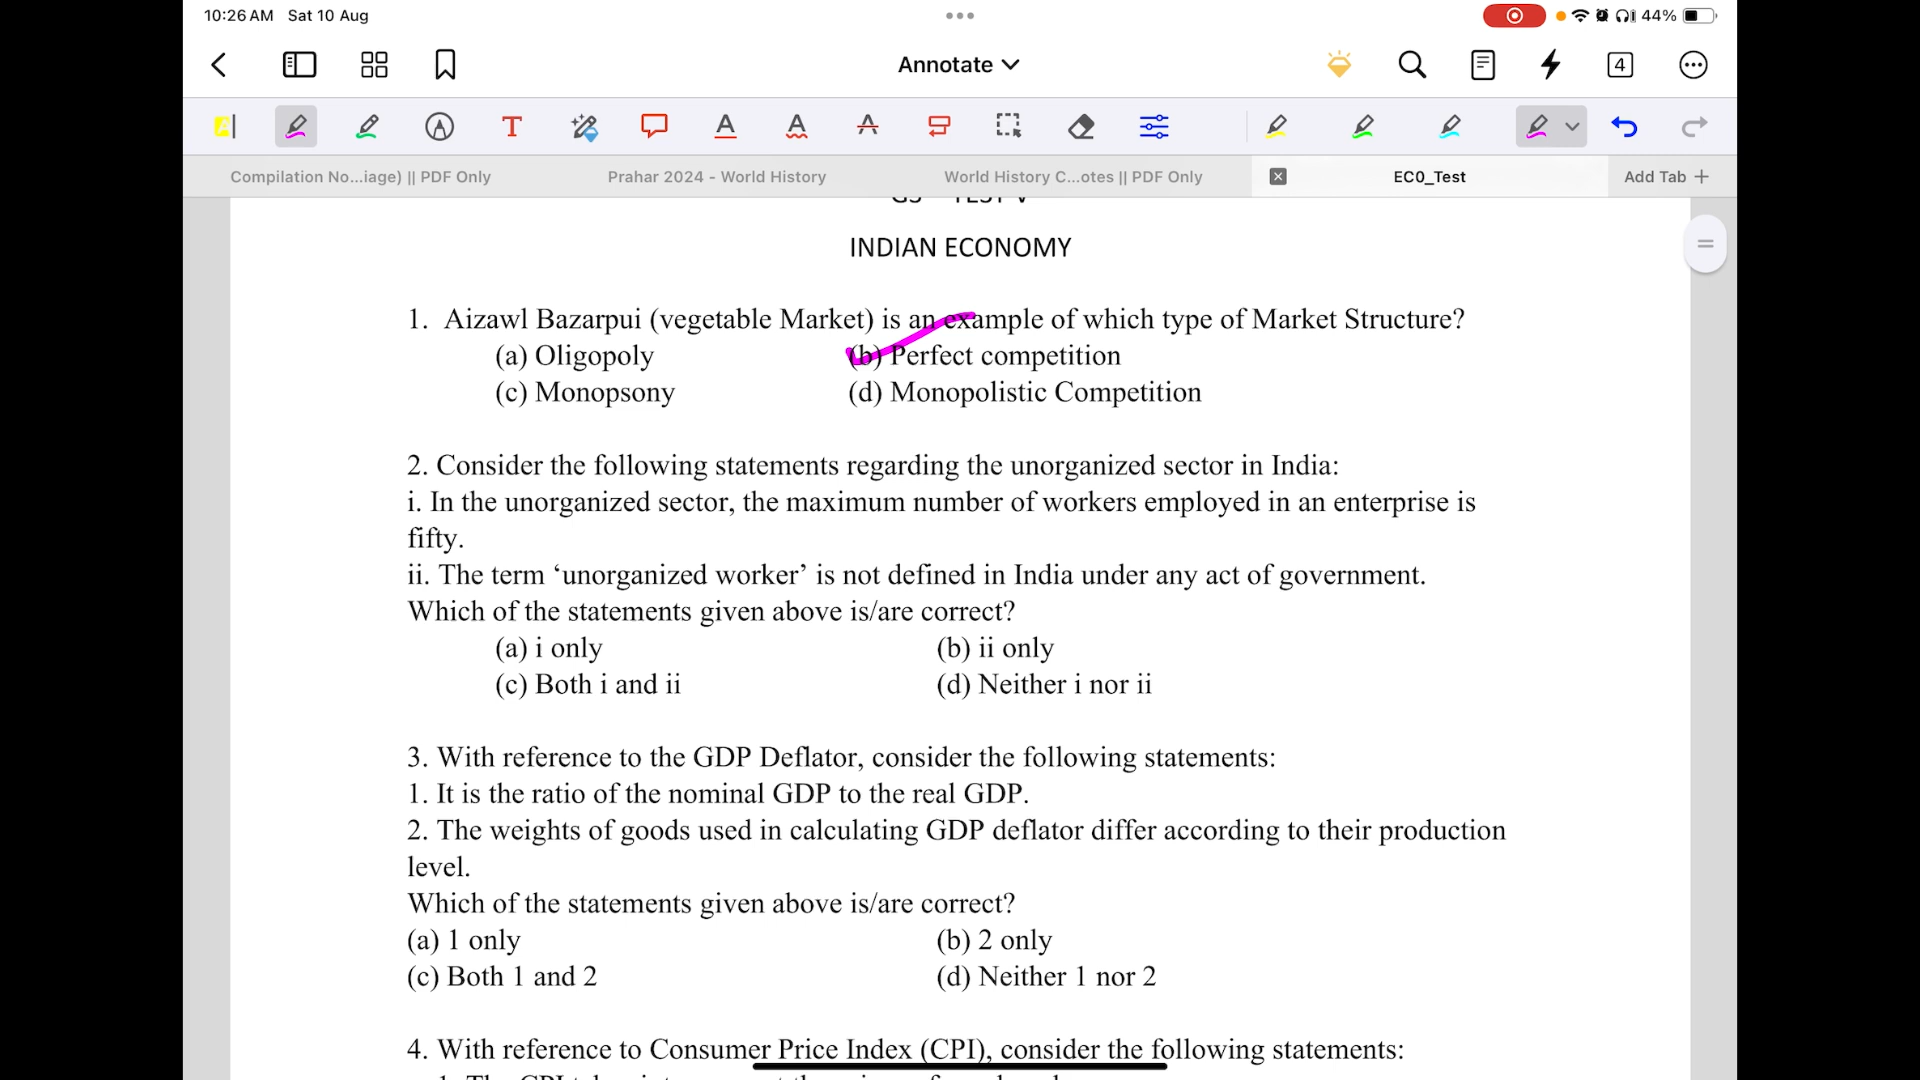 10:26 AM Sat 10 Aug
44%
Annotate
4
Compilation No...iage) || PDF Only
Prahar 2024 - World History
World History C...otes || PDF Only
EC0_Test
Add Tab +
INDIAN ECONOMY
1. Aizawl Bazarpui (vegetable Market) is an example of which type of Market Structure?
(a) Oligopoly (b) Perfect competition
(c) Monopsony (d) Monopolistic Competition
2. Consider the following statements regarding the unorganized sector in India:
i. In the unorganized sector, the maximum number of workers employed in an enterprise is
fifty.
ii. The term ‘unorganized worker’ is not defined in India under any act of government.
Which of the statements given above is/are correct?
(a) i only (b) ii only
(c) Both i and ii (d) Neither i nor ii
3. With reference to the GDP Deflator, consider the following statements:
1. It is the ratio of the nominal GDP to the real GDP.
2. The weights of goods used in calculating GDP deflator differ according to their production
level.
Which of the statements given above is/are correct?
(a) 1 only (b) 2 only
(c) Both 1 and 2 (d) Neither 1 nor 2
4. With reference to Consumer Price Index (CPI), consider the following statements: